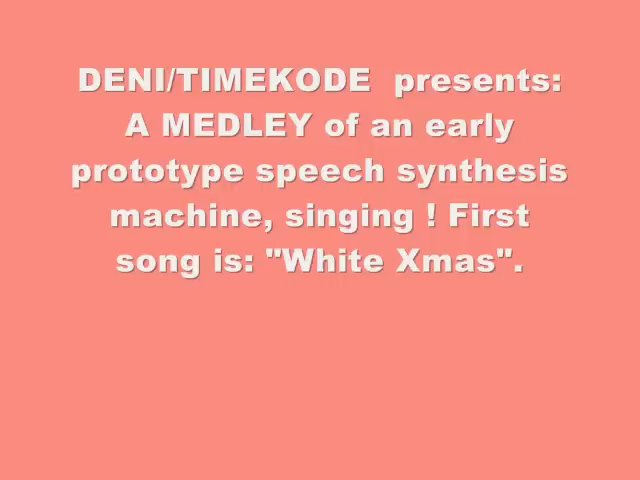 DENI/TIMEKODE  presents:
A MEDLEY of an early
prototype speech synthesis
machine, singing ! First
song is: "White Xmas".